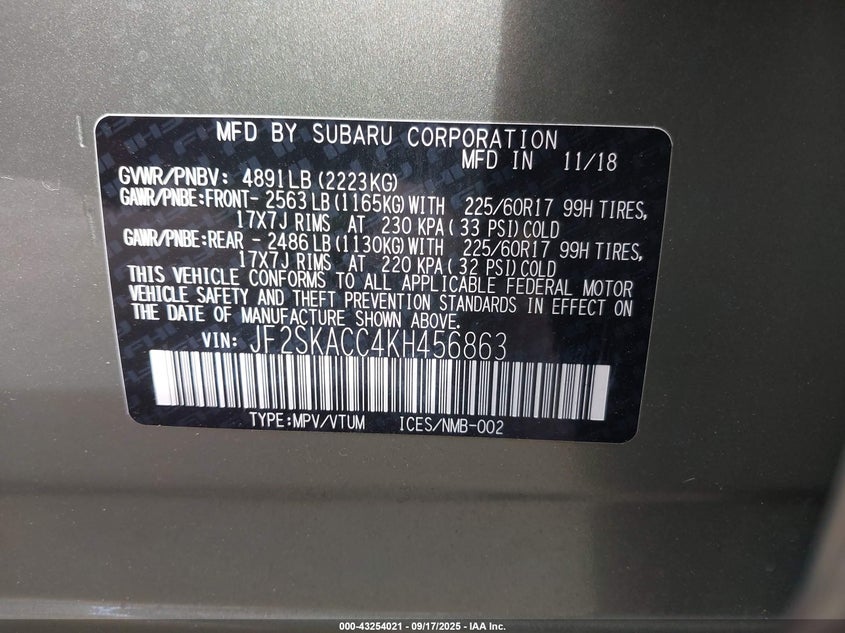 MFD BY SUBARU CORPORATION
MFD IN 11/18
GVWR/PNBV: 4891LB(2223KG)
GAWR/PNBE:FRONT- 2563LB(1165KG)WITH 225/60R17 99H TIRES,
17X7J RIMS AT 230 KPA( 33 PSI)COLD
GAWR/PNBE:REAR - 2486LB(1130KG)WITH 225/60R17 99H TIRES,
17X7J RIMS AT 220 KPA( 32 PSI)COLD
THIS VEHICLE CONFORMS TO ALL APPLICABLE FEDERAL MOTOR
VEHICLE SAFETY AND THEFT PREVENTION STANDARDS IN EFFECT ON
THE DATE OF MANUFACTURE SHOWN ABOVE.
VIN: JF2SKACC4KH456863
TYPE:MPV/VTUM ICES/NMB-002
000-43254021 - 09/17/2025 - IAA Inc.